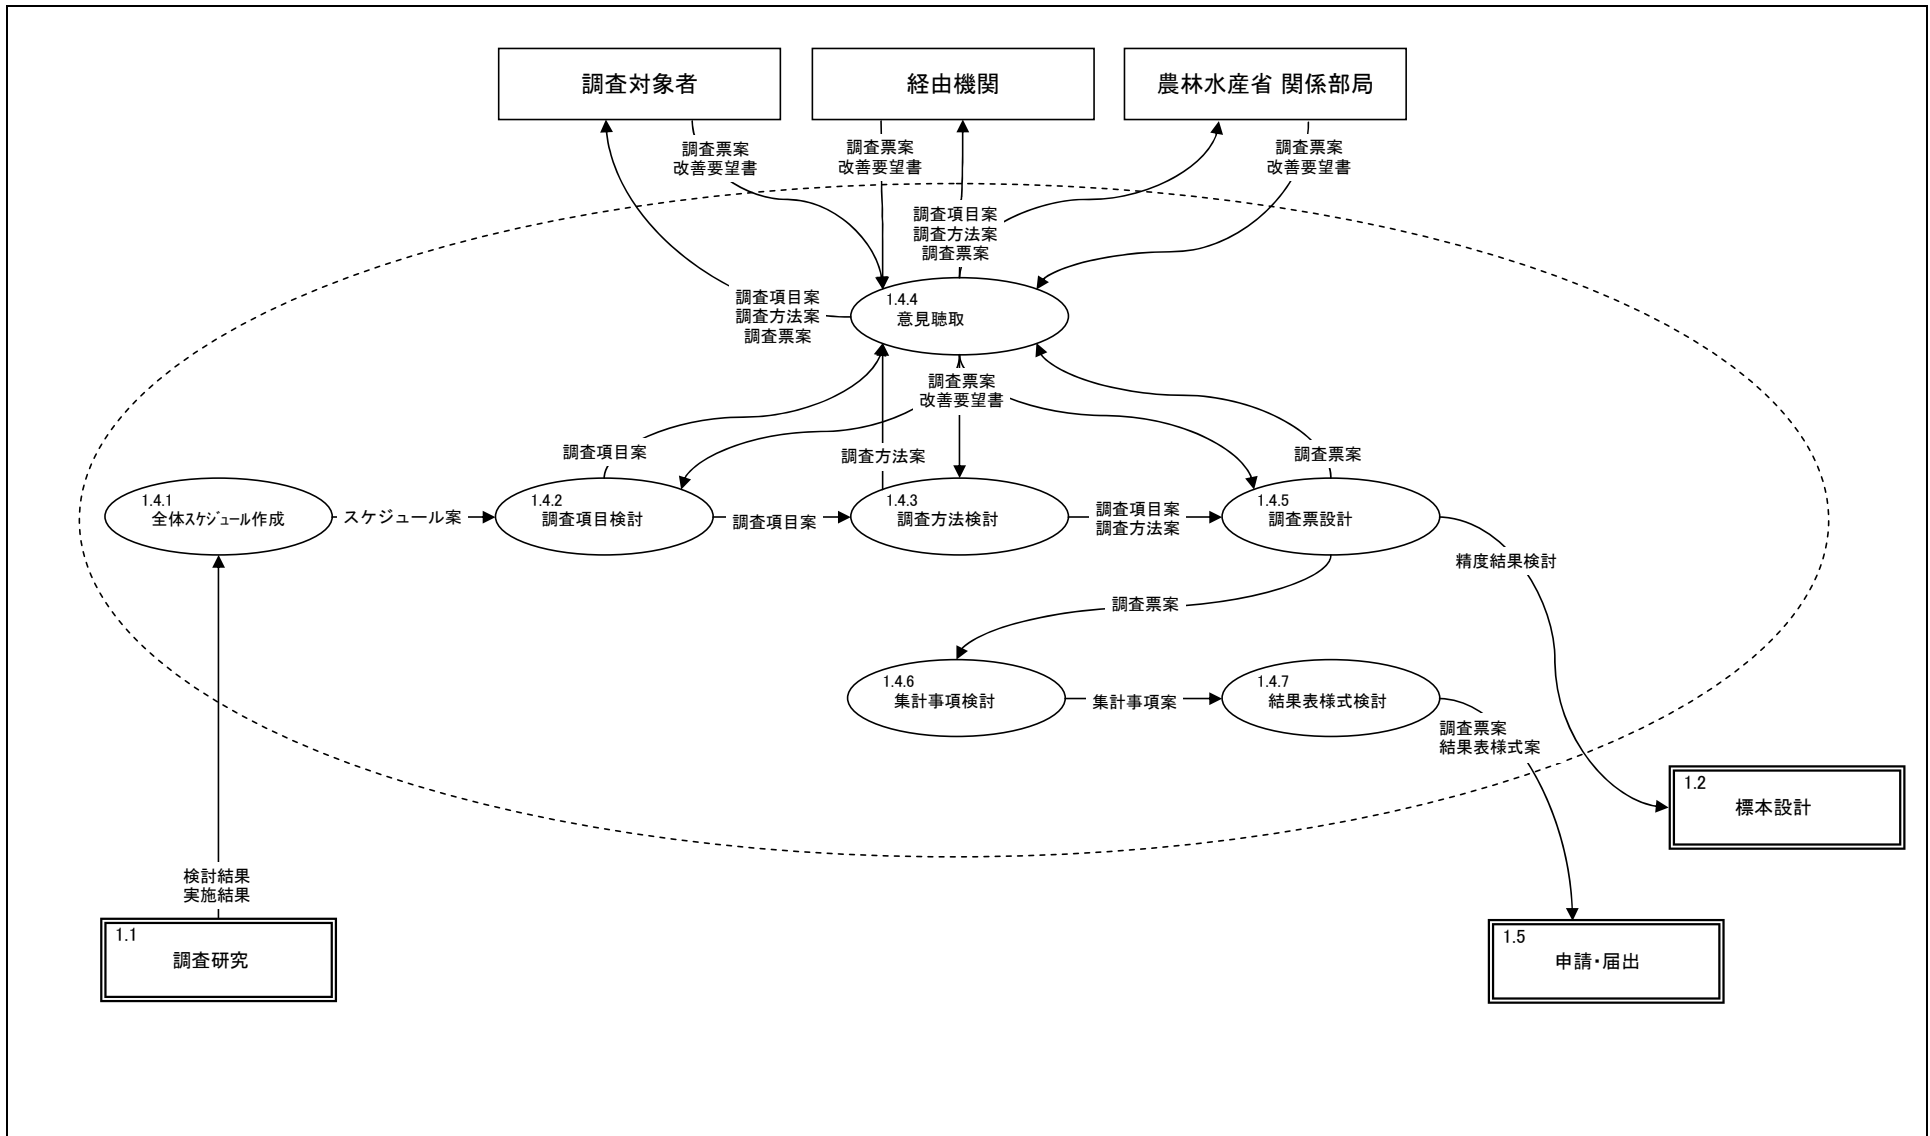 調査対象者
経由機関
農林水産省 関係部局
調査票案
改善要望書
調査票案
改善要望書
調査票案
改善要望書
調査項目案
調査方法案
調査票案
調査項目案
調査方法案
調査票案
1.4.4
意見聴取
調査票案
改善要望書
調査項目案
調査方法案
調査票案
1.4.1
全体ｽｹｼﾞｭｰﾙ作成
スケジュール案
1.4.2
調査項目検討
調査項目案
1.4.3
調査方法検討
調査項目案
調査方法案
1.4.5
調査票設計
精度結果検討
調査票案
1.4.6
集計事項検討
集計事項案
1.4.7
結果表様式検討
調査票案
結果表様式案
1.2
標本設計
検討結果
実施結果
1.1
調査研究
1.5
申請・届出